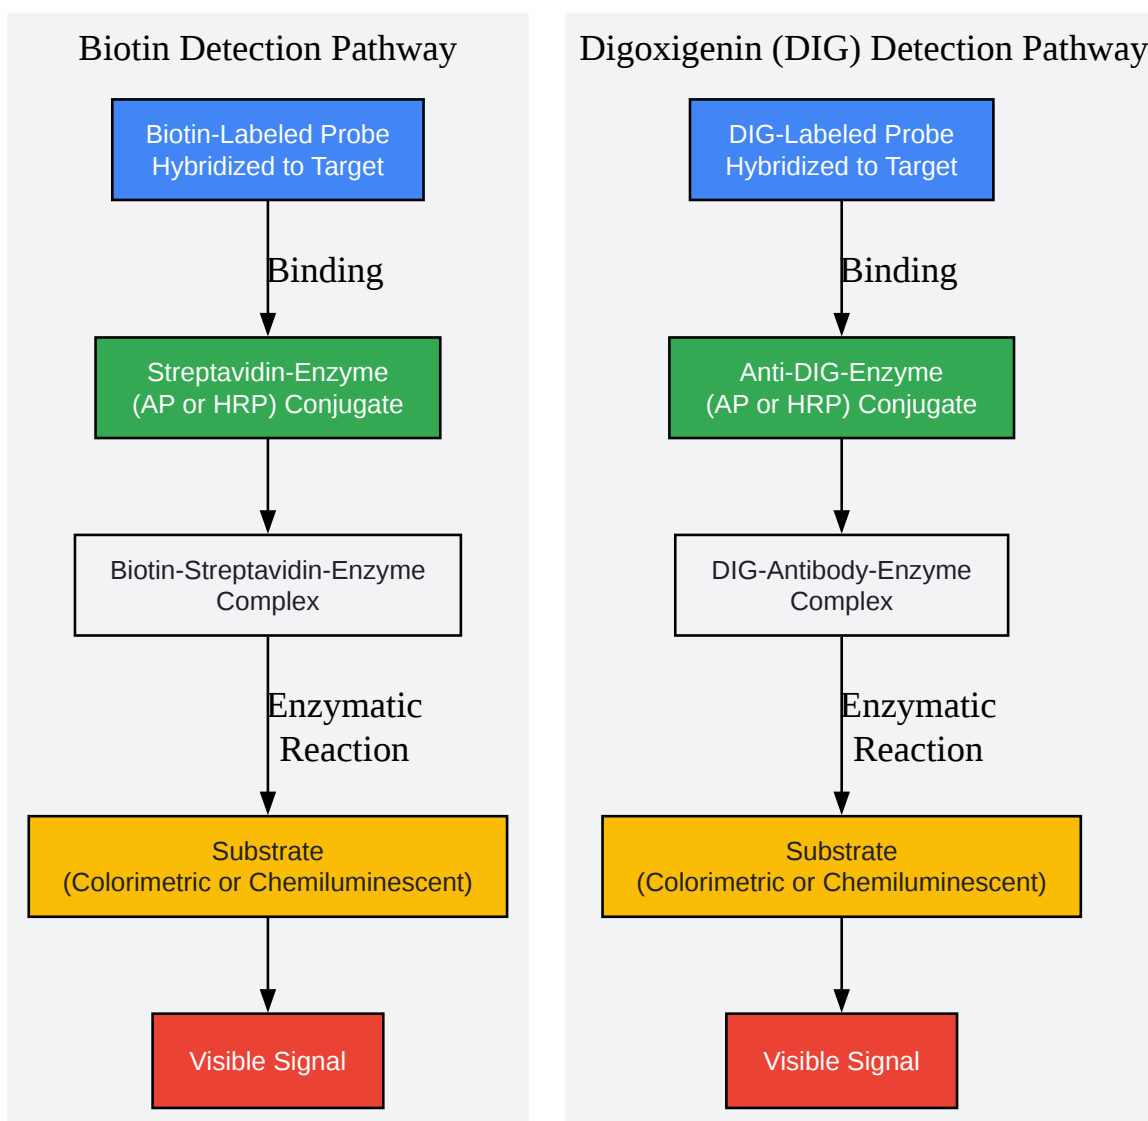 Biotin Detection Pathway
Biotin-Labeled Probe
Hybridized to Target
Binding
Streptavidin-Enzyme
(AP or HRP) Conjugate
Biotin-Streptavidin-Enzyme
Complex
Enzymatic
Reaction
Substrate
(Colorimetric or Chemiluminescent)
Visible Signal
Digoxigenin (DIG) Detection Pathway
DIG-Labeled Probe
Hybridized to Target
Binding
Anti-DIG-Enzyme
(AP or HRP) Conjugate
DIG-Antibody-Enzyme
Complex
Enzymatic
Reaction
Substrate
(Colorimetric or Chemiluminescent)
Visible Signal